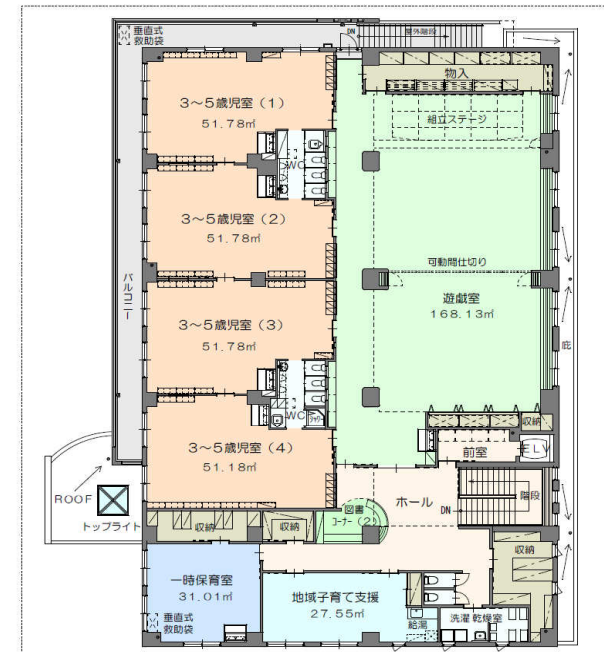 垂直式
救助袋
DN
屋外階段
物入
3～5歳児室（1）
51.78㎡
組立ステージ
WC
3～5歳児室（2）
51.78㎡
可動間仕切り
バルコニー
遊戯室
168.13㎡
3～5歳児室（3）
51.78㎡
庇
WC
シャワー
収納
3～5歳児室（4）
51.18㎡
前室
ELV
ROOF
トップライト
ホール
階段
図書
コーナー（2）
DN
収納
収納
収納
一時保育室
31.01㎡
地域子育て支援
27.55㎡
垂直式
救助袋
給湯
洗濯 乾燥室